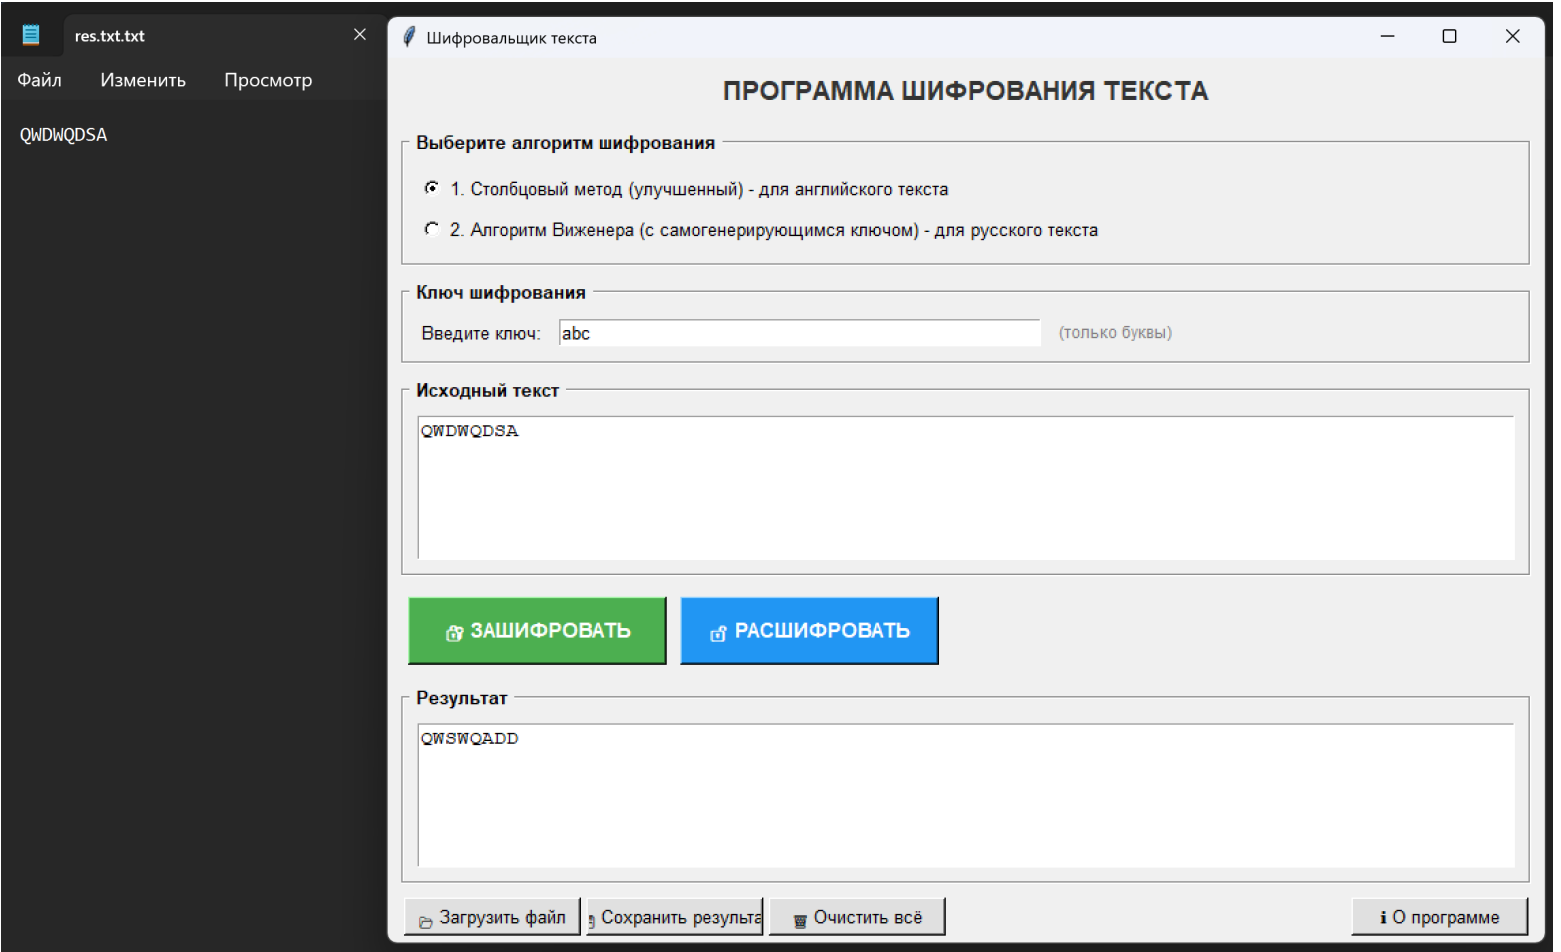 res.txt.txt
Файл Изменить Просмотр
QWDWQDSA
Шифровальщик текста
ПРОГРАММА ШИФРОВАНИЯ ТЕКСТА
Выберите алгоритм шифрования
1. Столбцовый метод (улучшенный) - для английского текста
2. Алгоритм Виженера (с самогенерирующимся ключом) - для русского текста
Ключ шифрования
Введите ключ: abc (только буквы)
Исходный текст
QWDWQDSA
ЗАШИФРОВАТЬ РАСШИФРОВАТЬ
Результат
QWSWQADD
Загрузить файл Сохранить результа Очистить всё i О программе